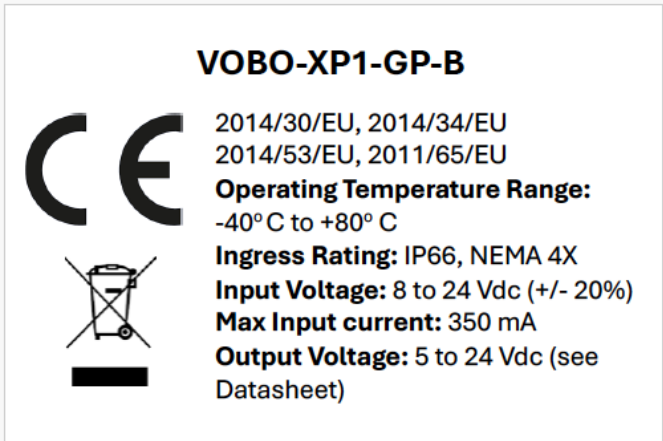 VOBO-XP1-GP-B
CE
2014/30/EU, 2014/34/EU
2014/53/EU, 2011/65/EU
Operating Temperature Range:
-40º C to +80º C
Ingress Rating: IP66, NEMA 4X
Input Voltage: 8 to 24 Vdc (+/- 20%)
Max Input current: 350 mA
Output Voltage: 5 to 24 Vdc (see
Datasheet)